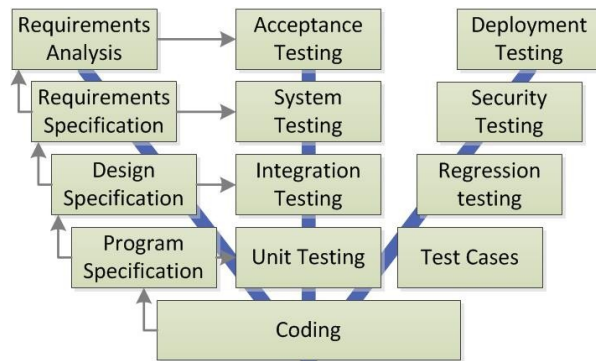 Requirements
Analysis
Acceptance
Testing
Deployment
Testing
Requirements
Specification
System
Testing
Security
Testing
Design
Specification
Integration
Testing
Regression
testing
Program
Specification
Unit Testing
Test Cases
Coding